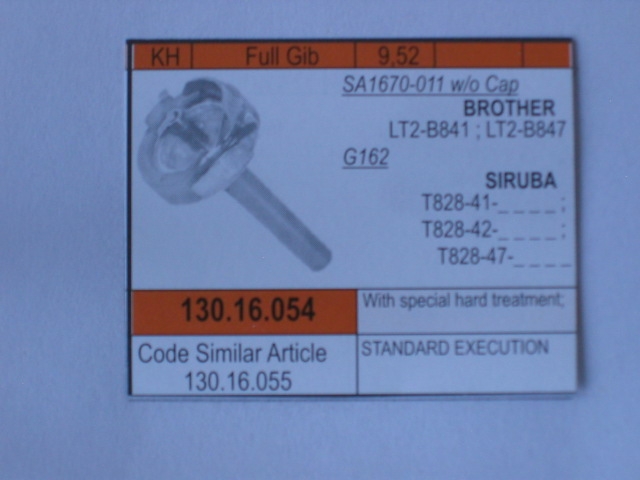 KH Full Gib 9,52
SA1670-011 w/o Cap
BROTHER
LT2-B841 ; LT2-B847
G162
SIRUBA
T828-41-_ _ _ _ ;
T828-42-_ _ _ _ ;
T828-47-_ _ _ _
130.16.054
With special hard treatment;
Code Similar Article
130.16.055
STANDARD EXECUTION